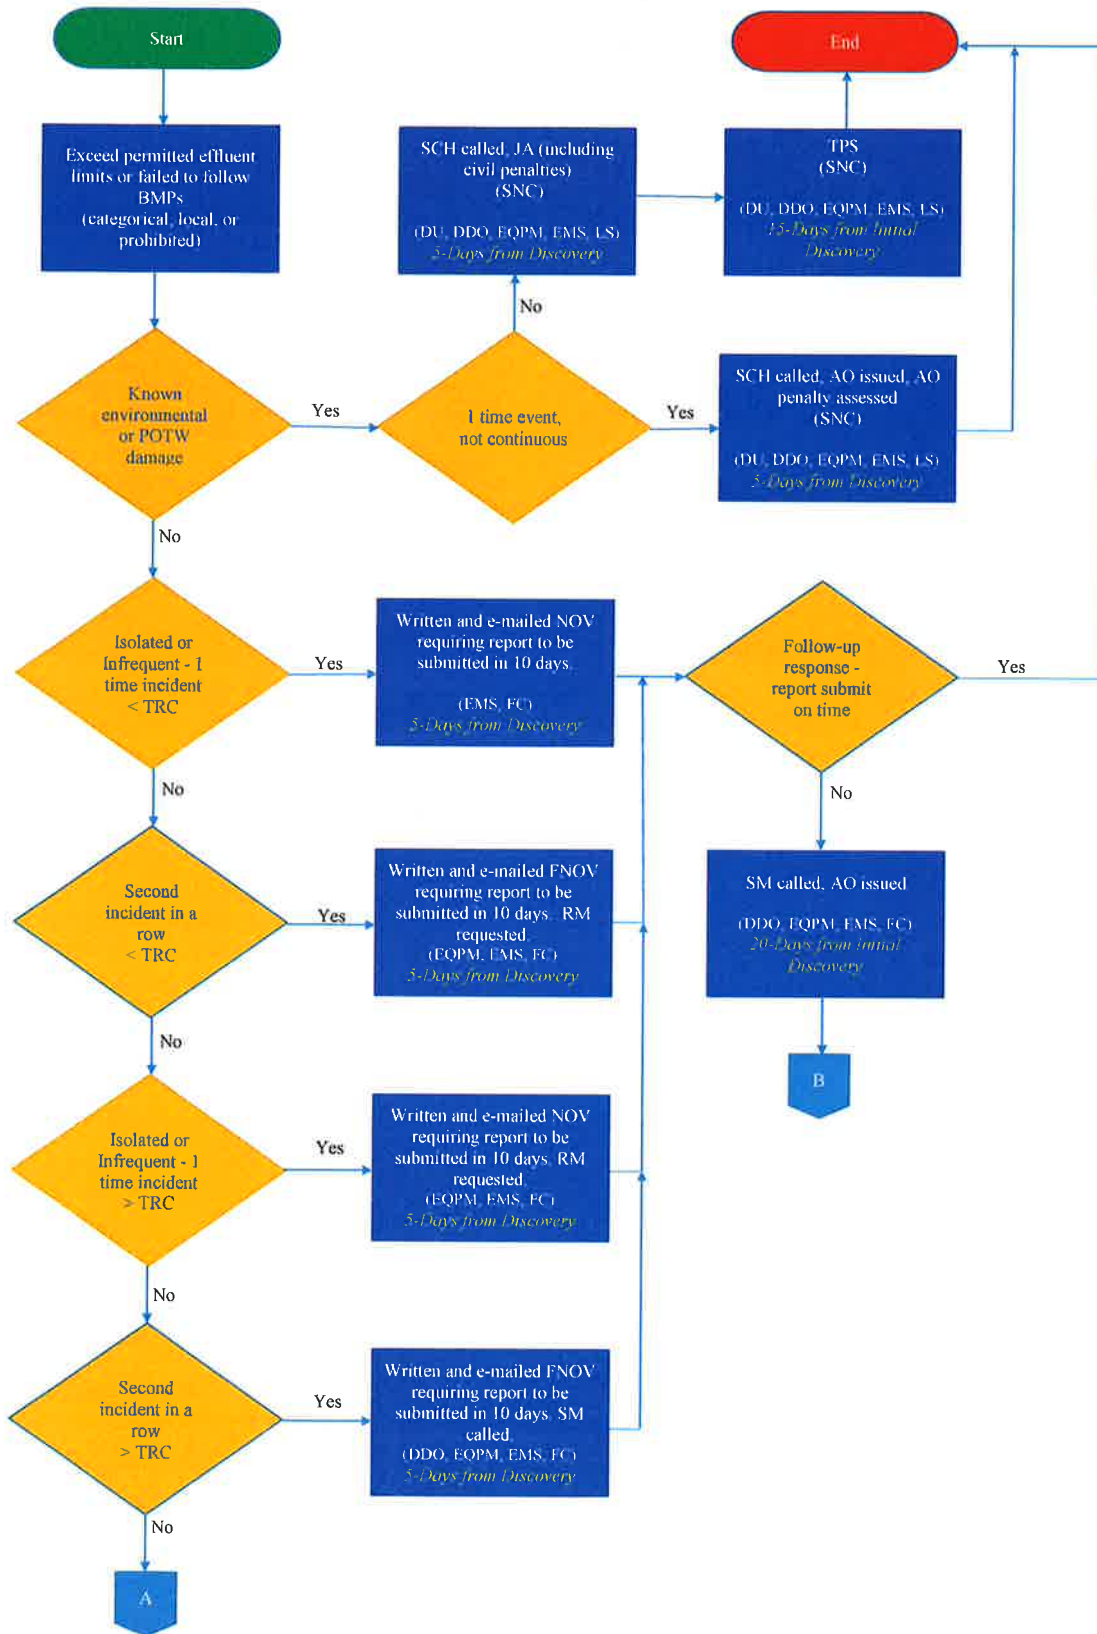 Start
End
Exceed permitted effluent
limits or failed to follow
BMPs
(categorical, local, or
prohibited)
SCH called, JA (including
civil penalties)
(SNC)
(DU, DDO, EQPM, EMS, LS)
5-Days from Discovery
TPS
(SNC)
(DU, DDO, EQPM, EMS, LS)
15-Days from Initial
Discovery
No
Known
environmental
or POTW
damage
Yes
1 time event,
not continuous
Yes
SCH called, AO issued, AO
penalty assessed
(SNC)
(DU, DDO, EQPM, EMS, LS)
5-Days from Discovery
No
Isolated or
Infrequent - 1
time incident
< TRC
Yes
Written and e-mailed NOV
requiring report to be
submitted in 10 days.
(EMS, FC)
5-Days from Discovery
Follow-up
response -
report submit
on time
Yes
No
No
Second
incident in a
row
< TRC
Yes
Written and e-mailed FNOV
requiring report to be
submitted in 10 days. RM
requested.
(EQPM, EMS, FC)
5-Days from Discovery
SM called, AO issued
(DDO, EQPM, EMS, FC)
20-Days from Initial
Discovery
No
B
Isolated or
Infrequent - 1
time incident
> TRC
Yes
Written and e-mailed NOV
requiring report to be
submitted in 10 days. RM
requested.
(EQPM, EMS, FC)
5-Days from Discovery
No
Second
incident in a
row
> TRC
Yes
Written and e-mailed FNOV
requiring report to be
submitted in 10 days. SM
called.
(DDO, EQPM, EMS, FC)
5-Days from Discovery
No
A